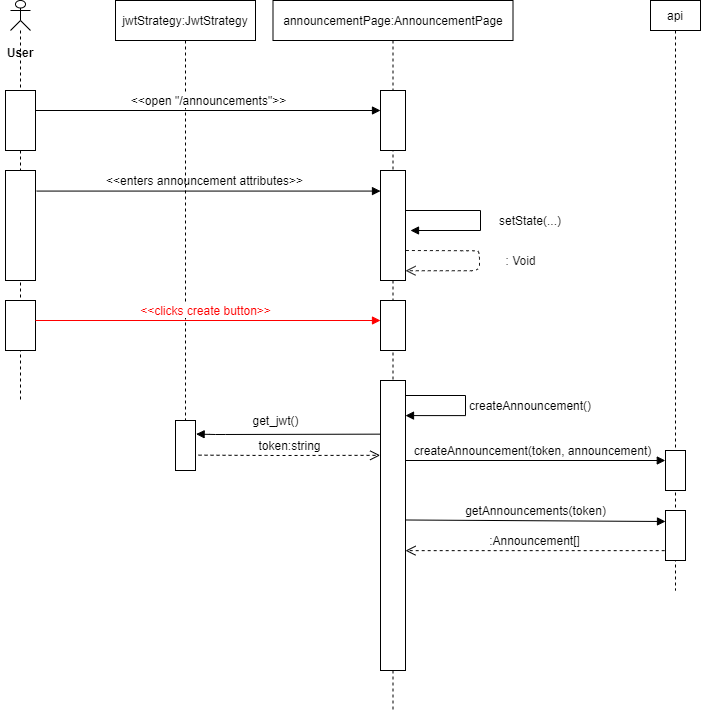 jwtStrategy:JwtStrategy
announcementPage:AnnouncementPage
api
User
<<open "/announcements">>
<<enters announcement attributes>>
setState(...)
: Void
<<clicks create button>>
createAnnouncement()
get_jwt()
token:string
createAnnouncement(token, announcement)
getAnnouncements(token)
:Announcement[]